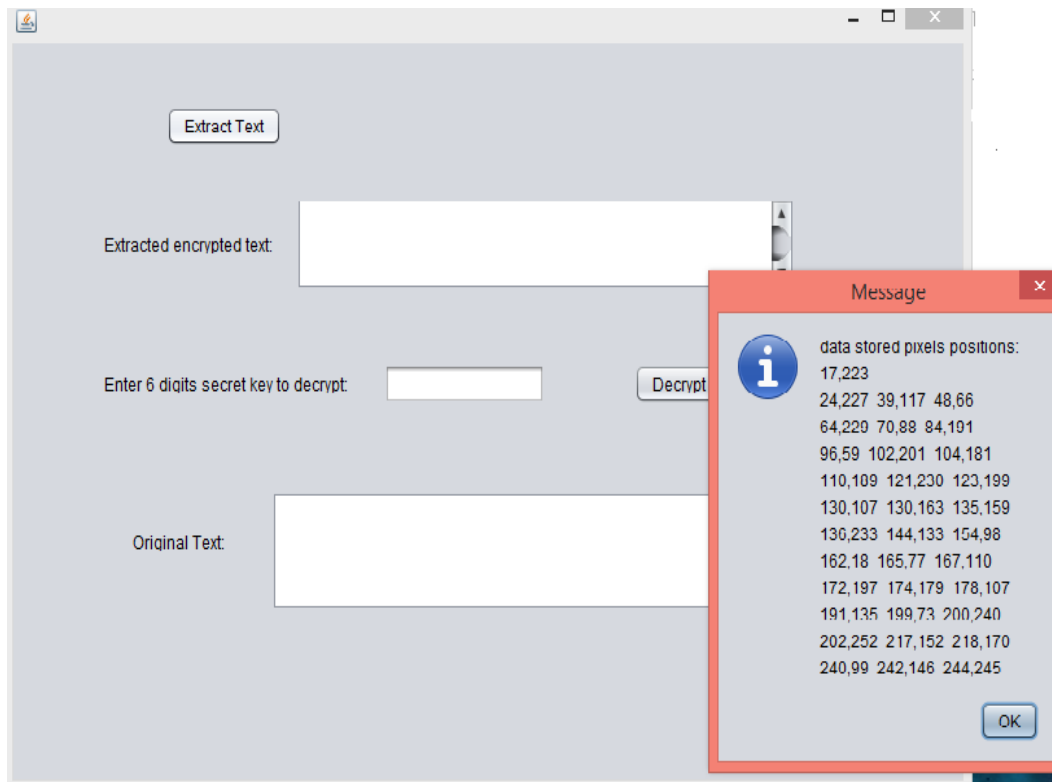 Extract Text
Extracted encrypted text:
Enter 6 digits secret key to decrypt:
Decrypt
Original Text:
Message
data stored pixels positions:
17,223
24,227 39,117 48,66
64,229 70,88 84,191
96,59 102,201 104,181
110,189 121,230 123,199
130,107 130,163 135,159
136,233 144,133 154,98
162,18 165,77 167,110
172,197 174,179 178,107
191,135 199,73 200,240
202,252 217,152 218,170
240,99 242,146 244,245
OK